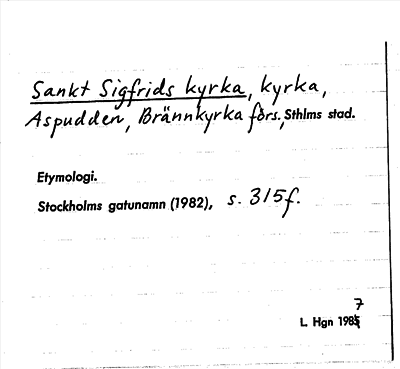 Sankt Sigfrids kyrka, kyrka,
Aspudden, Brännkyrka förs., Sthlms stad.
Etymologi.
Stockholms gatunamn (1982), s. 315f.
7
L. Hgn 1985